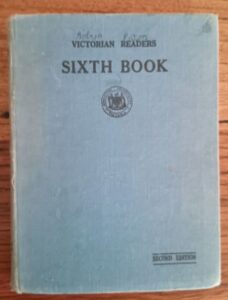 VICTORIAN READERS
SIXTH BOOK
SECOND EDITION